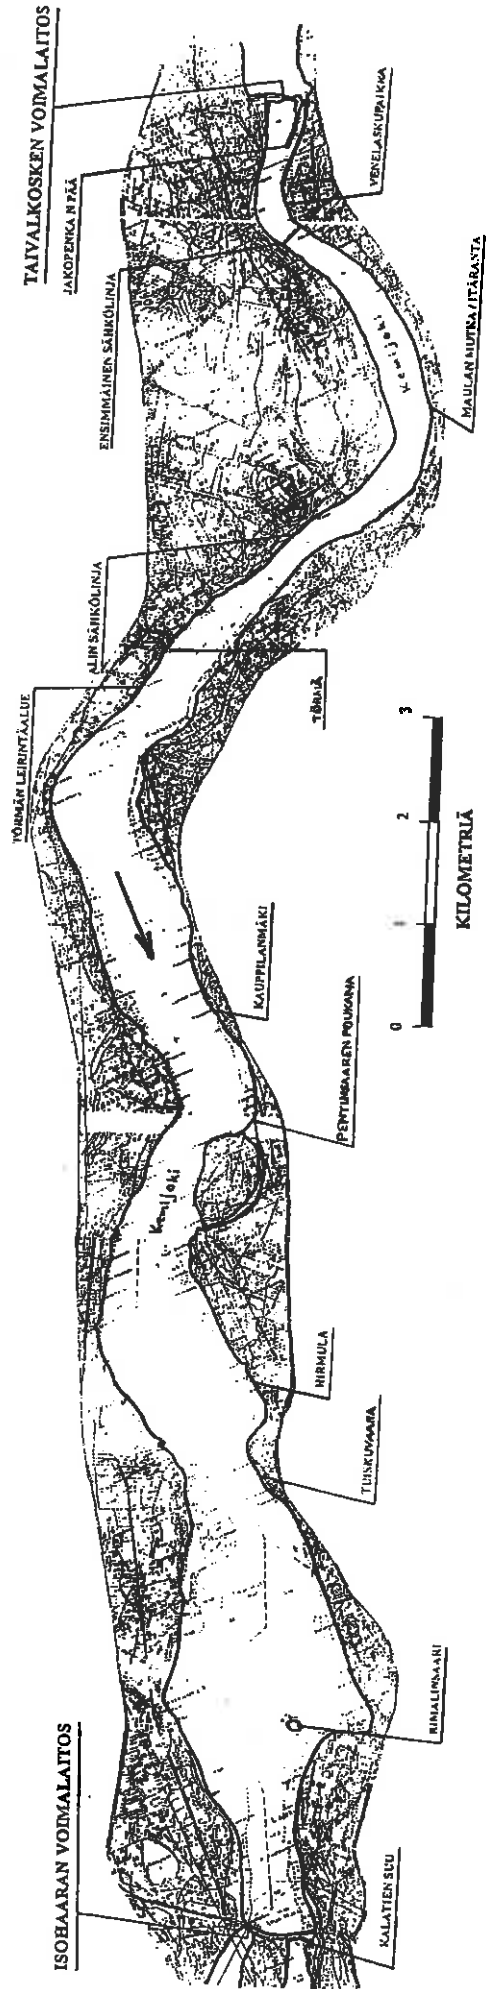 TAIVALKOSKEN VOIMALAITOS
JAKOPENKAN PÄÄ
VENELASKUPAIKKA
ENSIMMÄINEN SÄHKÖLINJA
Kemijoki
MAULAN MUTKA / ITÄRANTA
ALIN SÄHKÖLINJA
TÖRMÄ
TÖRMÄN LEIRINTÄALUE
0
1
2
3
KILOMETRIÄ
KAUPPILANMÄKI
PENTINSAAREN POUKAMA
Kemijoki
HIRMULA
TUISKUVAARA
RIMALINSAARI
ISOHAARAN VOIMALAITOS
KALATIEN SUU